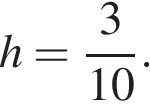 h = 3/10.